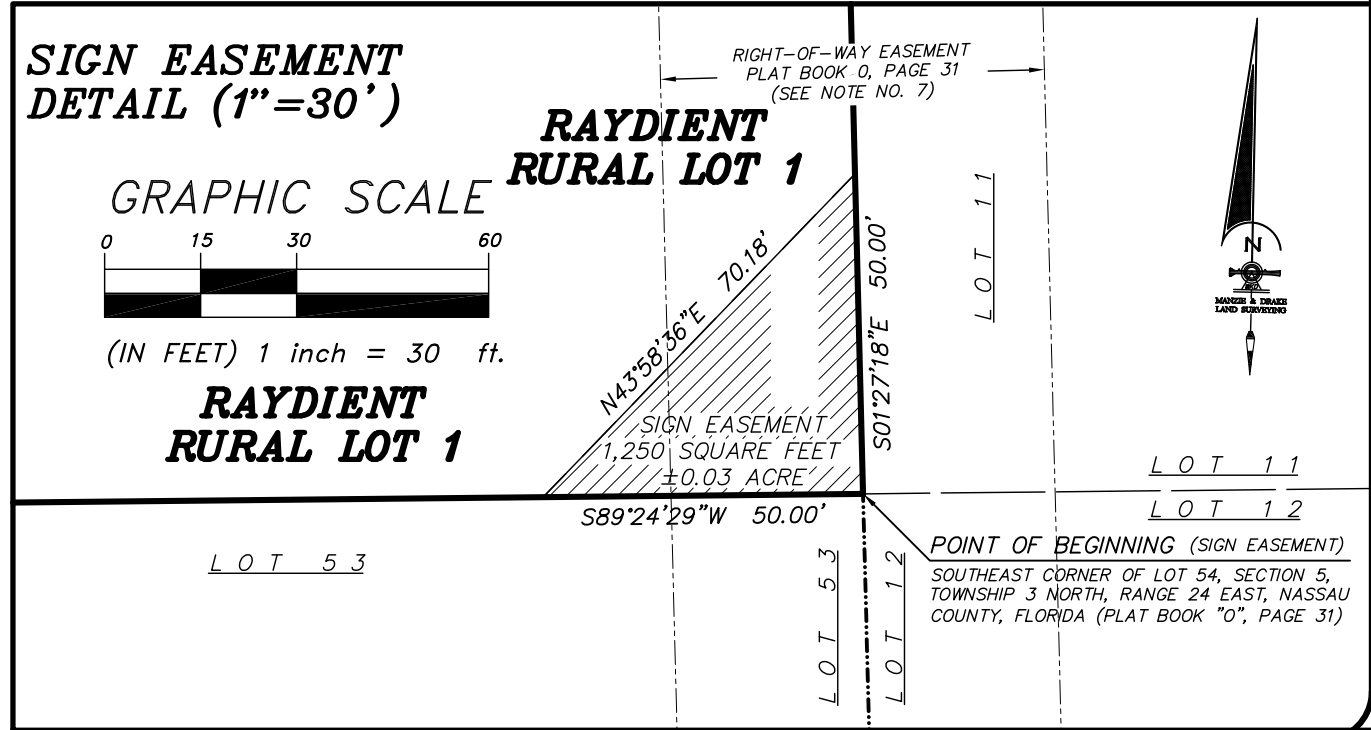 SIGN EASEMENT
DETAIL (1"=30')
RIGHT-OF-WAY EASEMENT
PLAT BOOK 0, PAGE 31
(SEE NOTE NO. 7)
RAYDIENT
RURAL LOT 1
GRAPHIC SCALE
0 15 30 60
(IN FEET) 1 inch = 30 ft.
RAYDIENT
RURAL LOT 1
N43°58'36"E 70.18'
S01°27'18"E 50.00'
LOT 11
N
MANZIE & DRAKE
LAND SURVEYING
SIGN EASEMENT
1,250 SQUARE FEET
±0.03 ACRE
S89°24'29"W 50.00'
LOT 11
LOT 12
LOT 53
LOT 53
LOT 12
POINT OF BEGINNING (SIGN EASEMENT)
SOUTHEAST CORNER OF LOT 54, SECTION 5,
TOWNSHIP 3 NORTH, RANGE 24 EAST, NASSAU
COUNTY, FLORIDA (PLAT BOOK "0", PAGE 31)